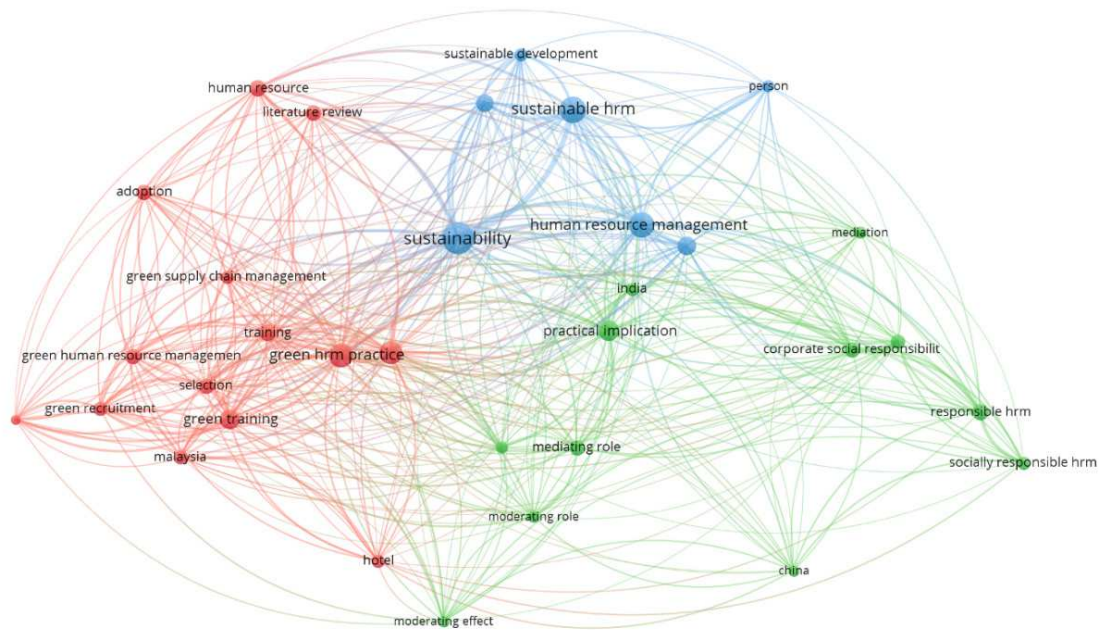 sustainable development
human resource
person
literature review
sustainable hrm
adoption
human resource management
mediation
sustainability
green supply chain management
india
training
practical implication
green human resource managemen
green hrm practice
corporate social responsibilit
selection
green recruitment
green training
responsible hrm
malaysia
mediating role
socially responsible hrm
moderating role
hotel
china
moderating effect